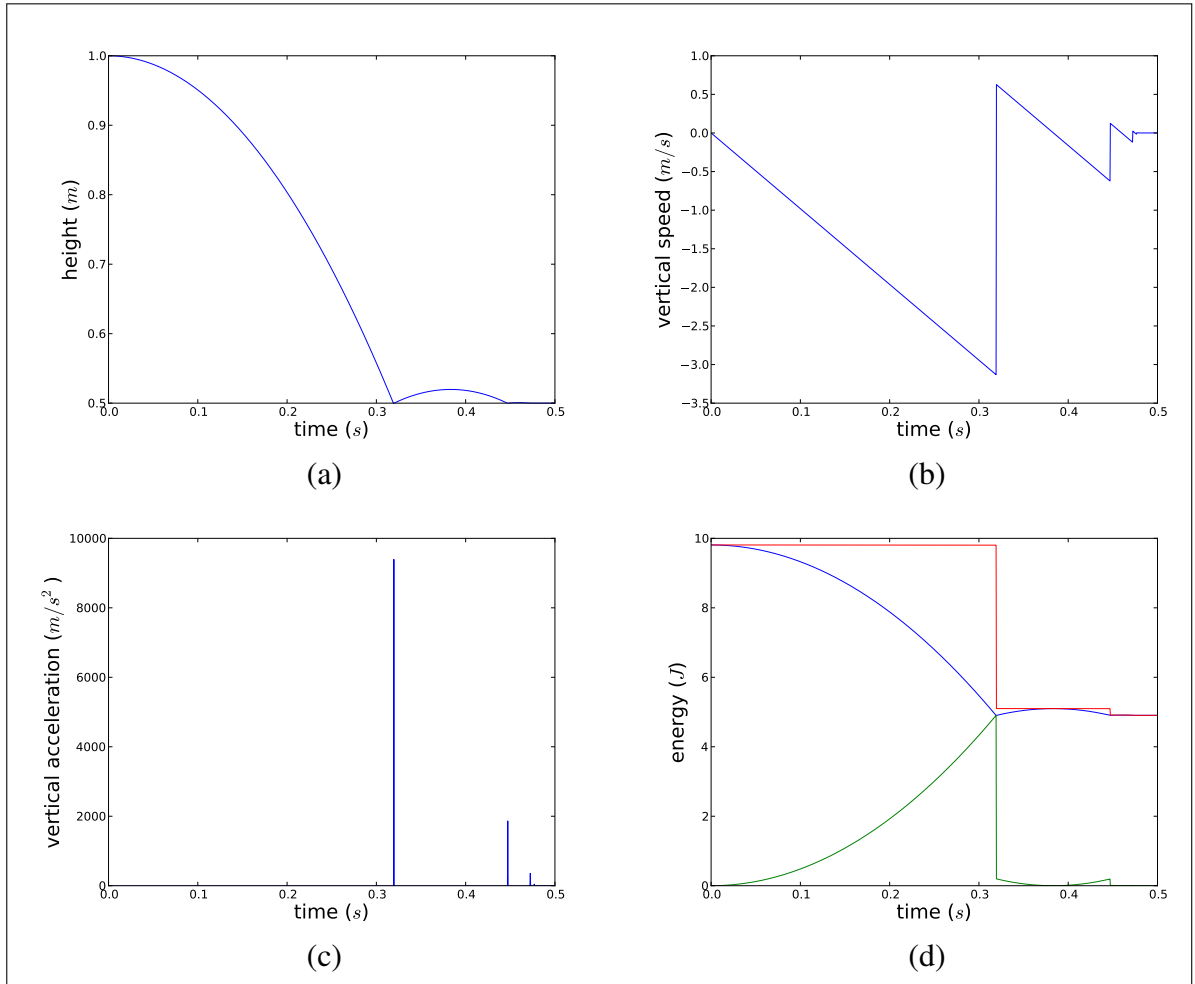 1.0
0.9
0.8
0.7
0.6
0.5
height (m)
0.0 0.1 0.2 0.3 0.4 0.5
time (s)
(a)
1.0
0.5
0.0
−0.5
−1.0
−1.5
−2.0
−2.5
−3.0
−3.5
vertical speed (m/s)
0.0 0.1 0.2 0.3 0.4 0.5
time (s)
(b)
10000
8000
6000
4000
2000
0
vertical acceleration (m/s²)
0.0 0.1 0.2 0.3 0.4 0.5
time (s)
(c)
10
8
6
4
2
0
energy (J)
0.0 0.1 0.2 0.3 0.4 0.5
time (s)
(d)